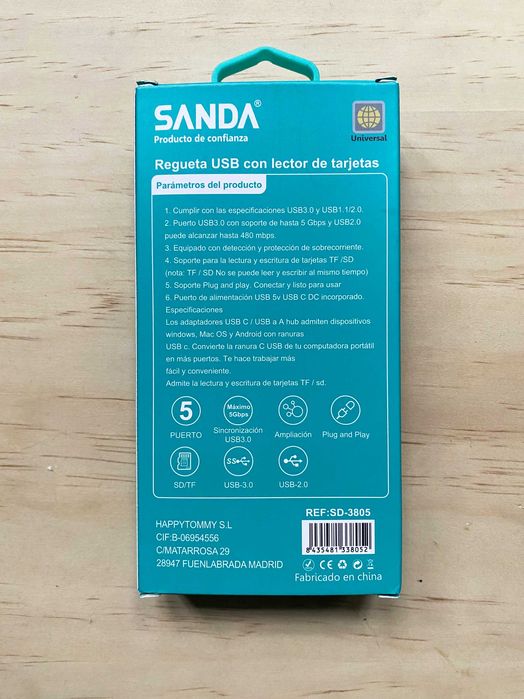 SANDA®
Producto de confianza
Universal
Regueta USB con lector de tarjetas
Parámetros del producto
1. Cumplir con las especificaciones USB3.0 y USB1.1/2.0.
2. Puerto USB3.0 con soporte de hasta 5 Gbps y USB2.0
puede alcanzar hasta 480 mbps.
3. Equipado con detección y protección de sobrecorriente.
4. Soporte para la lectura y escritura de tarjetas TF /SD
(nota: TF / SD No se puede leer y escribir al mismo tiempo)
5. Soporte Plug and play. Conectar y listo para usar
6. Puerto de alimentación USB 5v USB C DC incorporado.
Especificaciones
Los adaptadores USB C / USB a A hub admiten dispositivos
windows, Mac OS y Android con ranuras
USB c. Convierte la ranura C USB de tu computadora portátil
en más puertos. Te hace trabajar más
fácil y conveniente.
Admite la lectura y escritura de tarjetas TF / sd.
5
PUERTO
Máximo
5Gbps
Sincronización
USB3.0
Ampliación
Plug and Play
SD/TF
SS
USB-3.0
USB-2.0
REF:SD-3805
HAPPYTOMMY S.L
CIF:B-06954556
C/MATARROSA 29
28947 FUENLABRADA MADRID
8 435481 338052
CE
Fabricado en china